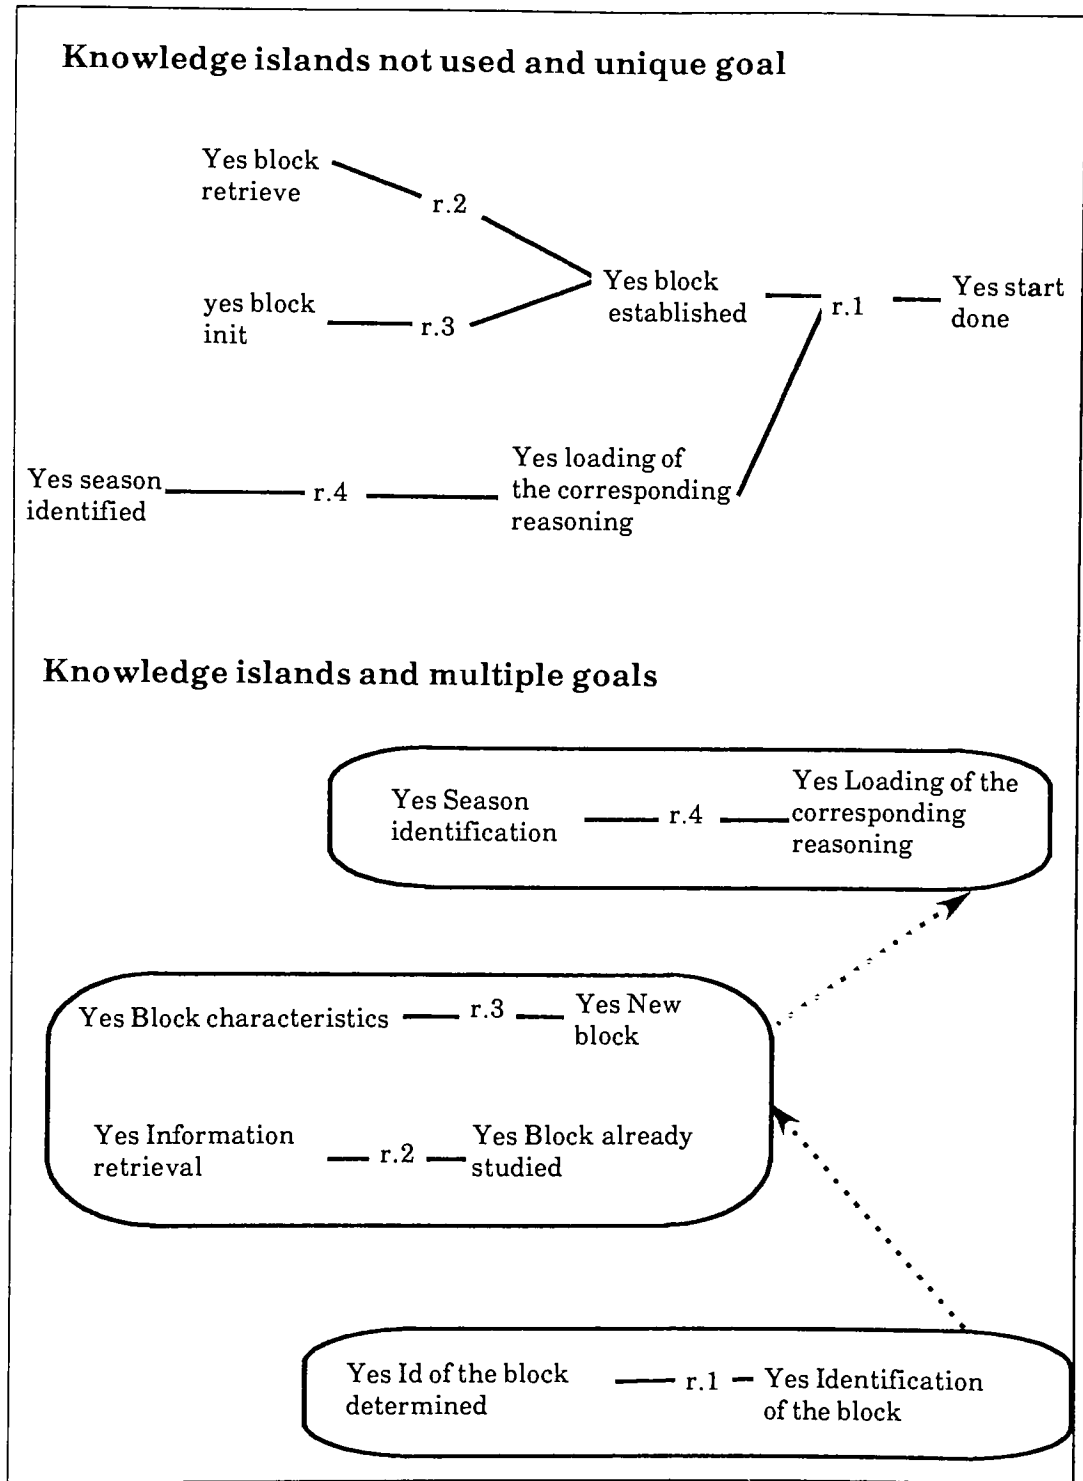 Knowledge islands not used and unique goal
Yes block
retrieve
r.2
yes block
init
r.3
Yes block
established
r.1
Yes start
done
Yes season
identified
r.4
Yes loading of
the corresponding
reasoning
Knowledge islands and multiple goals
Yes Season
identification
r.4
Yes Loading of the
corresponding
reasoning
Yes Block characteristics
r.3
Yes New
block
Yes Information
retrieval
r.2
Yes Block already
studied
Yes Id of the block
determined
r.1
Yes Identification
of the block